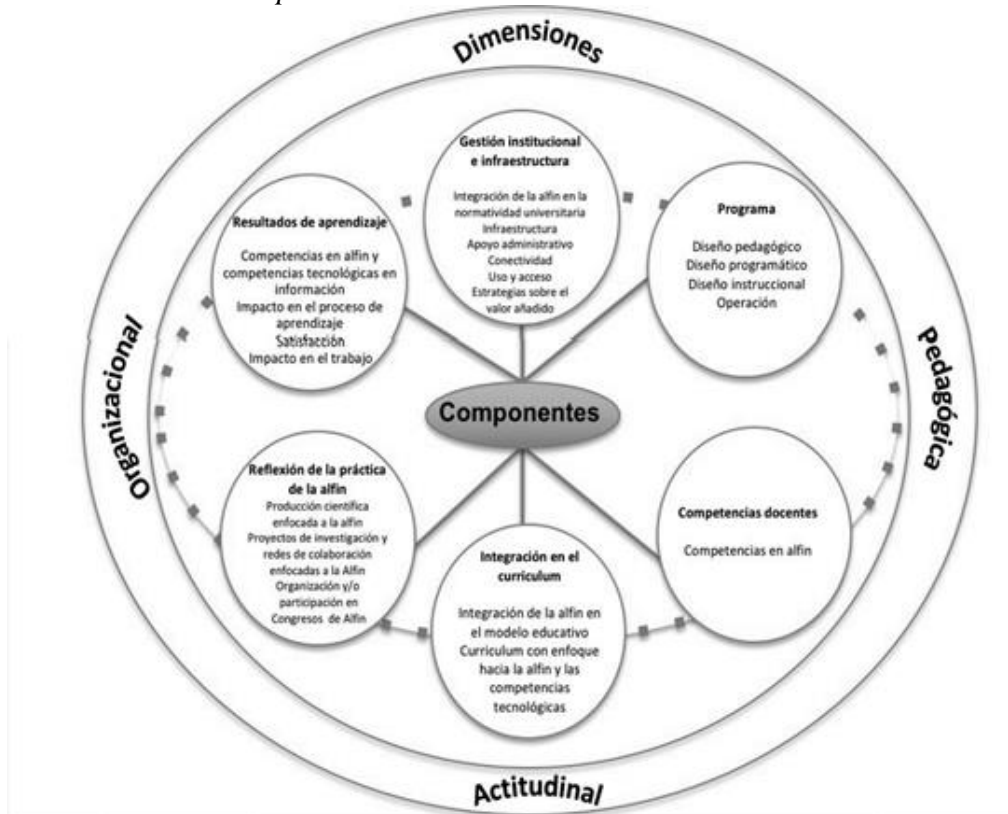 Dimensiones
Organizacional
Pedagógica
Actitudinal
Componentes
Gestión institucional
e infraestructura
Integración de la alfin en la
normatividad universitaria
Infraestructura
Apoyo administrativo
Conectividad
Uso y acceso
Estrategias sobre el
valor añadido
Programa
Diseño pedagógico
Diseño programático
Diseño instruccional
Operación
Competencias docentes
Competencias en alfin
Integración en el
curriculum
Integración de la alfin en
el modelo educativo
Curriculum con enfoque
hacia la alfin y las
competencias
tecnológicas
Reflexión de la práctica
de la alfin
Producción científica
enfocada a la alfin
Proyectos de investigación y
redes de colaboración
enfocadas a la Alfin
Organización y/o
participación en
Congresos de Alfin
Resultados de aprendizaje
Competencias en alfin y
competencias tecnológicas en
información
Impacto en el proceso de
aprendizaje
Satisfacción
Impacto en el trabajo